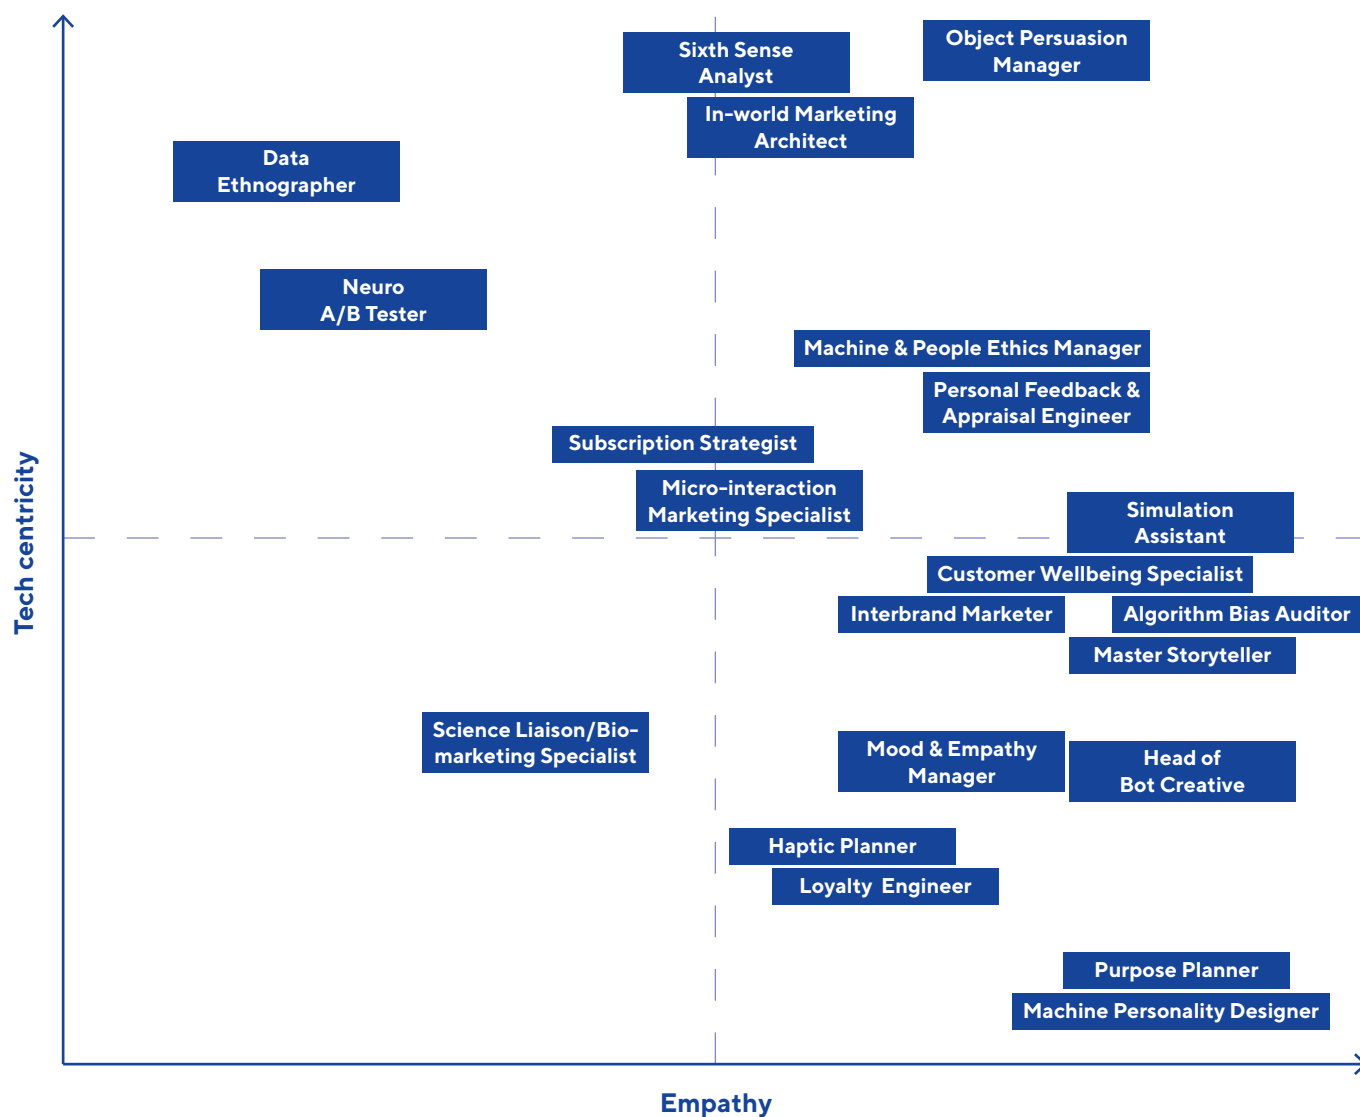 Sixth Sense
Analyst
Object Persuasion
Manager
In-world Marketing
Architect
Data
Ethnographer
Neuro
A/B Tester
Machine & People Ethics Manager
Personal Feedback &
Appraisal Engineer
Subscription Strategist
Micro-interaction
Marketing Specialist
Simulation
Assistant
Customer Wellbeing Specialist
Interbrand Marketer
Algorithm Bias Auditor
Master Storyteller
Science Liaison/Bio-
marketing Specialist
Mood & Empathy
Manager
Head of
Bot Creative
Haptic Planner
Loyalty Engineer
Purpose Planner
Machine Personality Designer
Tech centricity
Empathy